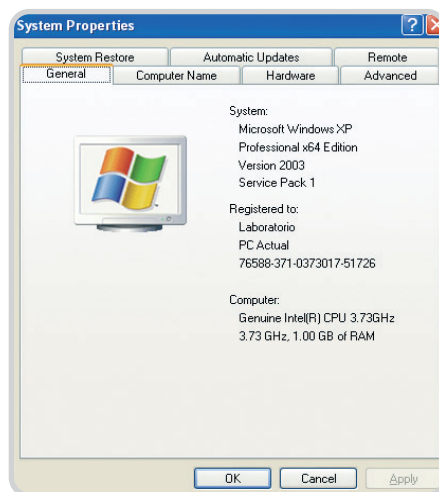 System Properties
System Restore Automatic Updates Remote
General Computer Name Hardware Advanced
System:
Microsoft Windows XP
Professional x64 Edition
Version 2003
Service Pack 1
Registered to:
Laboratorio
PC Actual
76588-371-0373017-51726
Computer:
Genuine Intel(R) CPU 3.73GHz
3.73 GHz, 1.00 GB of RAM
OK Cancel Apply